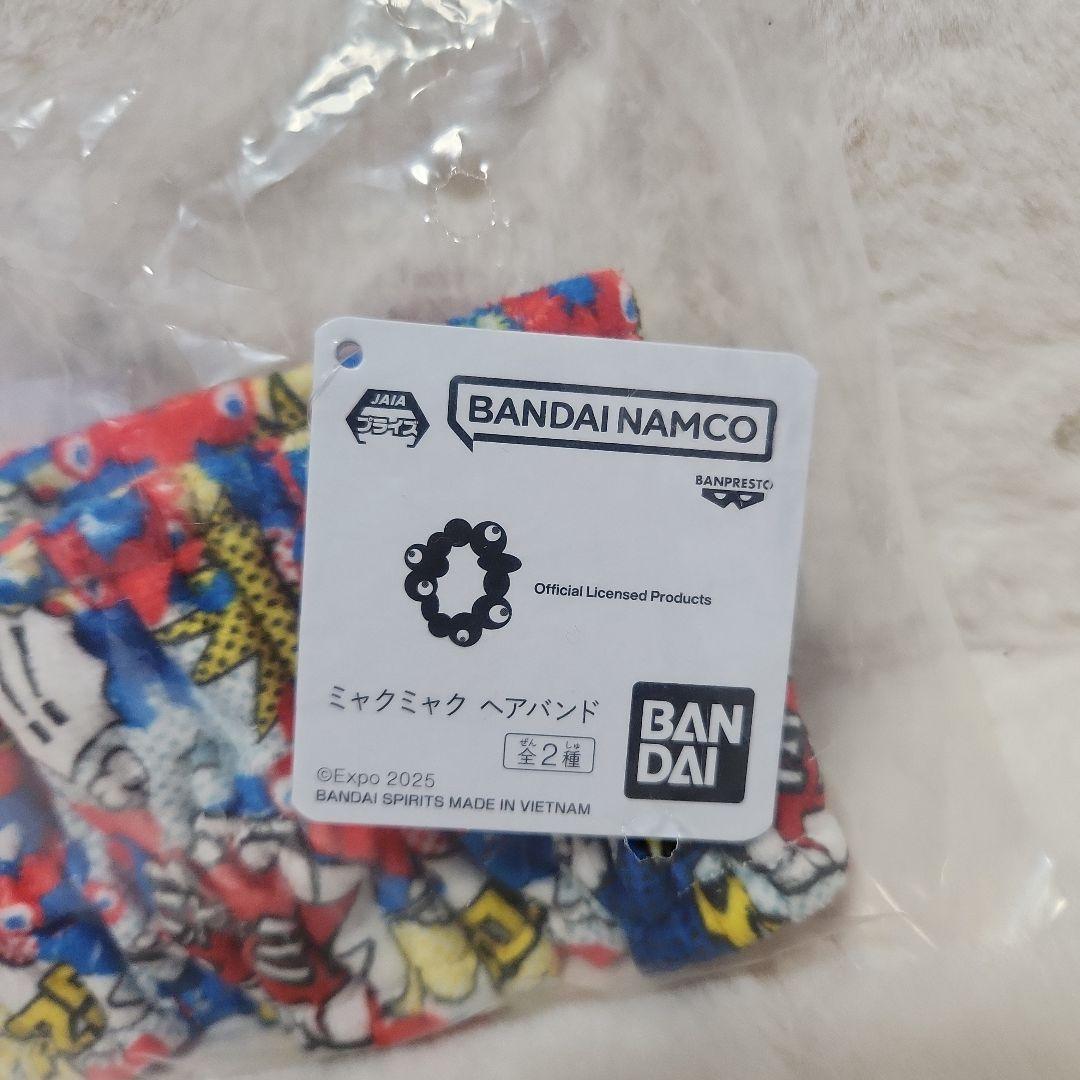 JAIA
プライズ
BANDAI NAMCO
BANPRESTO
Official Licensed Products
ミャクミャク ヘアバンド
ぜん しゅ
全2種
BAN
DAI
©Expo 2025
BANDAI SPIRITS MADE IN VIETNAM